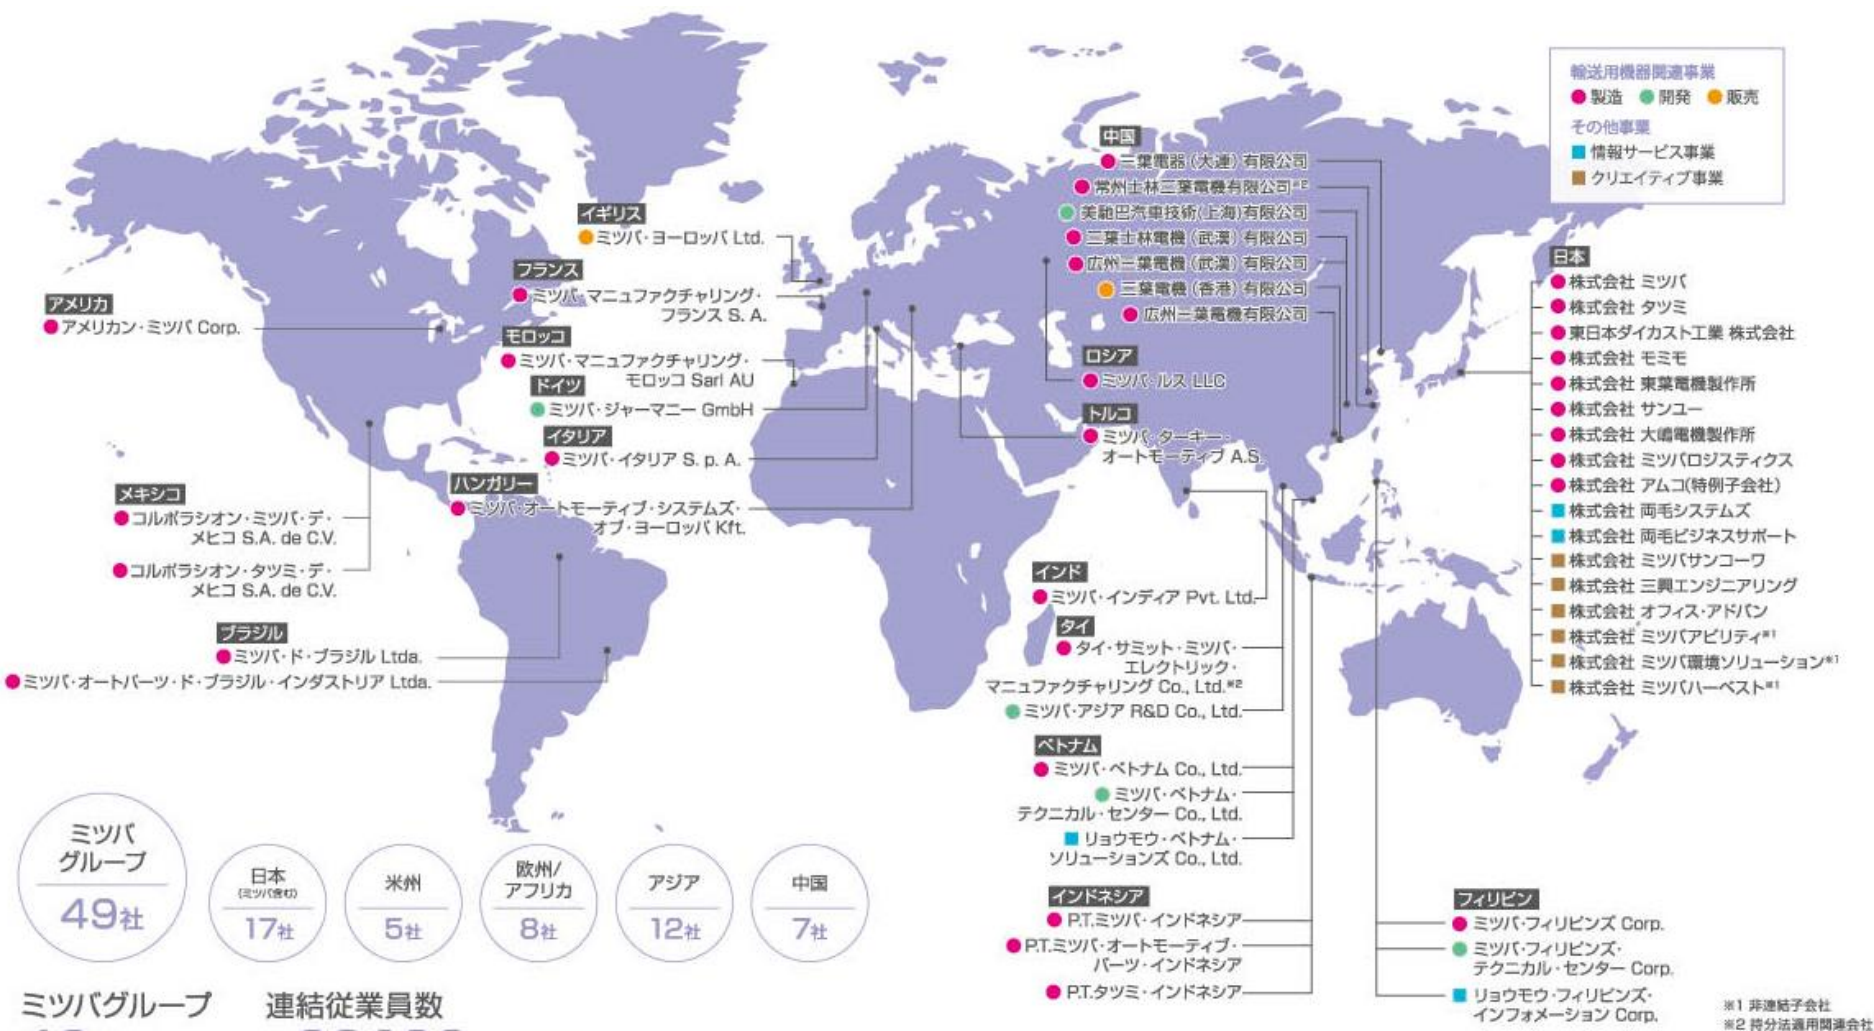 輸送用機器関連事業
製造 開発 販売
その他事業
情報サービス事業
クリエイティブ事業
中国
三葉電器（大連）有限公司
常州士林三葉電機有限公司※2
美馳巴汽車技術(上海)有限公司
三葉士林電機（武漢）有限公司
広州三葉電機（武漢）有限公司
三葉電機（香港）有限公司
広州三葉電機有限公司
イギリス
ミツバ・ヨーロッパ Ltd.
フランス
ミツバ・マニュファクチャリング・
フランス S. A.
モロッコ
ミツバ・マニュファクチャリング・
モロッコ Sarl AU
ドイツ
ミツバ・ジャーマニー GmbH
イタリア
ミツバ・イタリア S. p. A.
ハンガリー
ミツバ・オートモーティブ・システムズ・
オブ・ヨーロッパ Kft.
アメリカ
アメリカン・ミツバ Corp.
メキシコ
コルポラシオン・ミツバ・デ・
メヒコ S.A. de C.V.
コルポラシオン・タツミ・デ・
メヒコ S.A. de C.V.
ブラジル
ミツバ・ド・ブラジル Ltda.
ミツバ・オートパーツ・ド・ブラジル・インダストリア Ltda.
ロシア
ミツバ・ルス LLC
トルコ
ミツバ・ターキー・
オートモーティブ A.S.
インド
ミツバ・インディア Pvt. Ltd.
タイ
タイ・サミット・ミツバ・
エレクトリック・
マニュファクチャリング Co., Ltd.※2
ミツバ・アジア R&D Co., Ltd.
ベトナム
ミツバ・ベトナム Co., Ltd.
ミツバ・ベトナム・
テクニカル・センター Co., Ltd.
リョウモウ・ベトナム・
ソリューションズ Co., Ltd.
インドネシア
P.T.ミツバ・インドネシア
P.T.ミツバ・オートモーティブ・
パーツ・インドネシア
P.T.タツミ・インドネシア
フィリピン
ミツバ・フィリピンズ Corp.
ミツバ・フィリピンズ・
テクニカル・センター Corp.
リョウモウ・フィリピンズ・
インフォメーション Corp.
日本
株式会社 ミツバ
株式会社 タツミ
東日本ダイカスト工業 株式会社
株式会社 モミモ
株式会社 東葉電機製作所
株式会社 サンユー
株式会社 大嶋電機製作所
株式会社 ミツバロジスティクス
株式会社 アムコ(特例子会社)
株式会社 両毛システムズ
株式会社 両毛ビジネスサポート
株式会社 ミツバサンコーワ
株式会社 三興エンジニアリング
株式会社 オフィス・アドバン
株式会社 ミツバアビリティ※1
株式会社 ミツバ環境ソリューション※1
株式会社 ミツバハーベスト※1
ミツバ
グループ
49社
日本
(ミツバ含む)
17社
米州
5社
欧州/
アフリカ
8社
アジア
12社
中国
7社
ミツバグループ
連結従業員数
※1 非連結子会社
※2 持分法適用関連会社